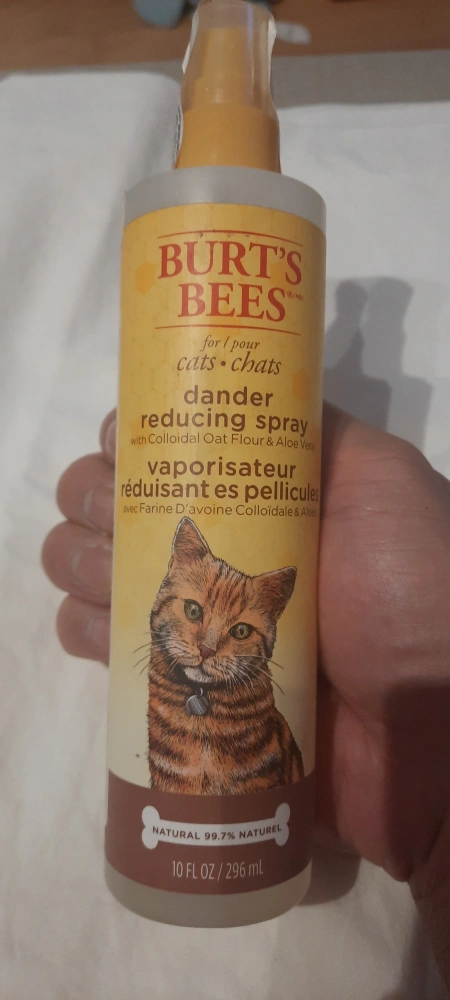 BURT'S
BEES
for / pour
cats • chats
dander
reducing spray
with Colloidal Oat Flour & Aloe Vera
vaporisateur
réduisant es pellicules
avec Farine D'avoine Colloïdale &
NATURAL 99.7% NATUREL
10 FL OZ / 296 mL